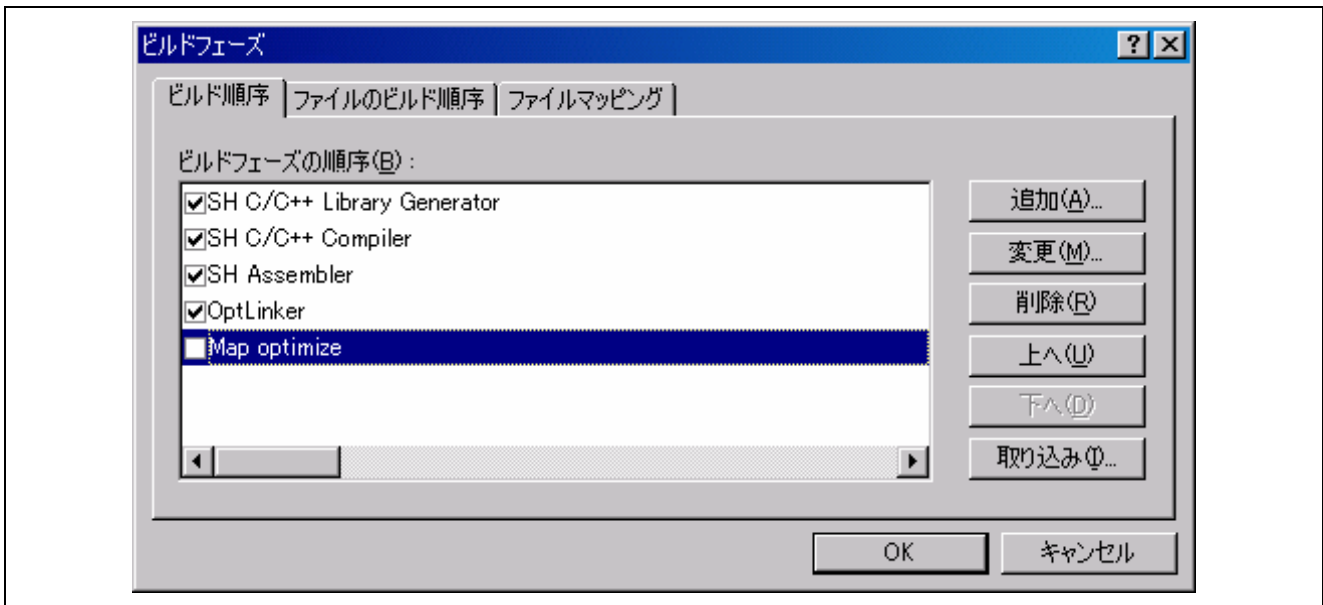 ビルドフェーズ
ビルド順序 ファイルのビルド順序 ファイルマッピング
ビルドフェーズの順序(B):
SH C/C++ Library Generator
SH C/C++ Compiler
SH Assembler
OptLinker
Map optimize
追加(A)...
変更(M)...
削除(R)
上へ(U)
下へ(D)
取り込み(I)...
OK キャンセル